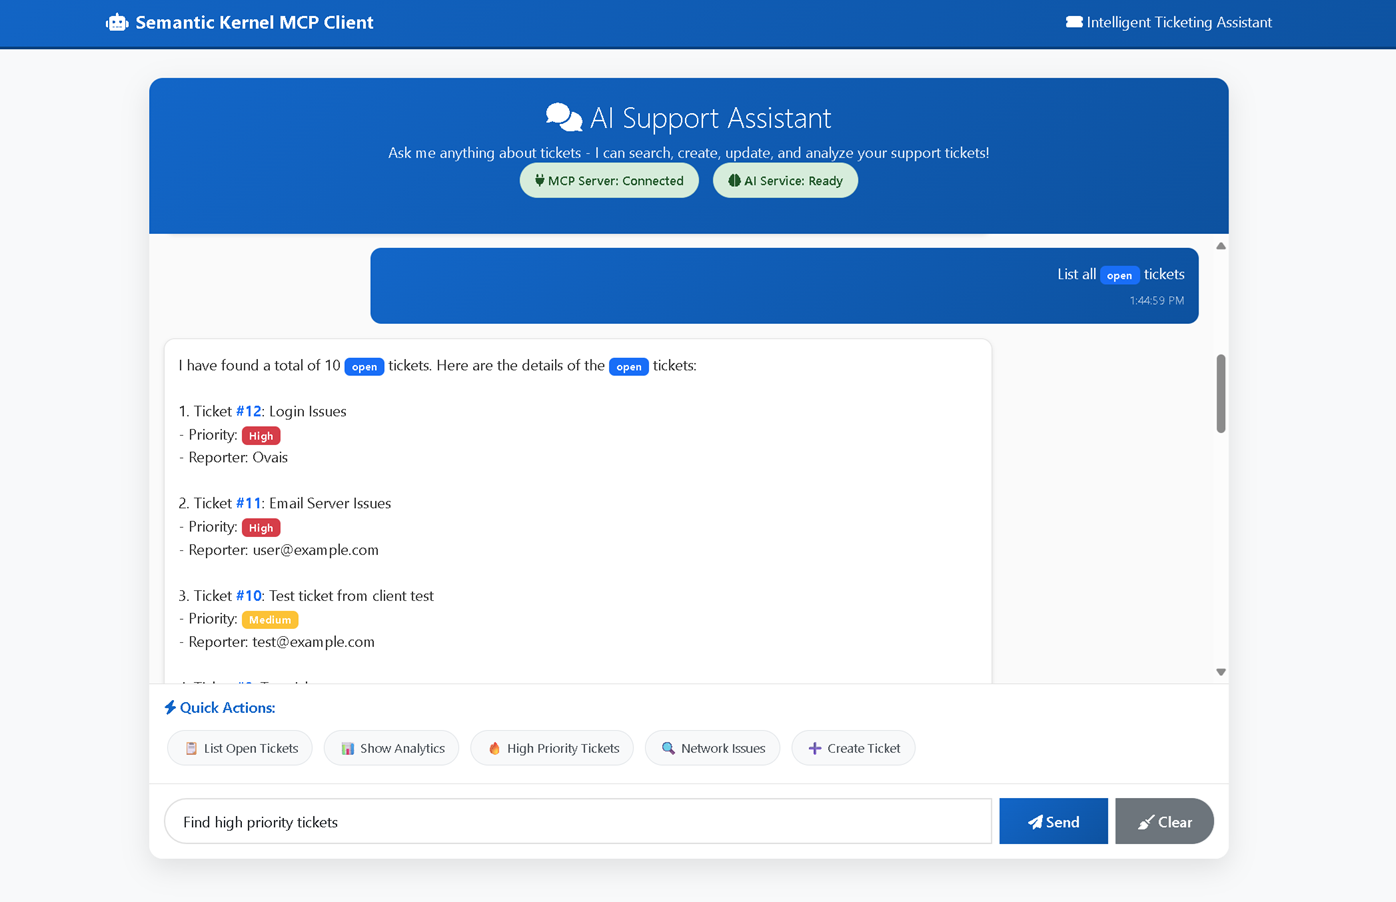 Semantic Kernel MCP Client
Intelligent Ticketing Assistant
AI Support Assistant
Ask me anything about tickets - I can search, create, update, and analyze your support tickets!
MCP Server: Connected
AI Service: Ready
List all open tickets
1:44:59 PM
I have found a total of 10 open tickets. Here are the details of the open tickets:
1. Ticket #12: Login Issues
- Priority: High
- Reporter: Ovais
2. Ticket #11: Email Server Issues
- Priority: High
- Reporter: user@example.com
3. Ticket #10: Test ticket from client test
- Priority: Medium
- Reporter: test@example.com
Quick Actions:
List Open Tickets
Show Analytics
High Priority Tickets
Network Issues
Create Ticket
Find high priority tickets
Send
Clear